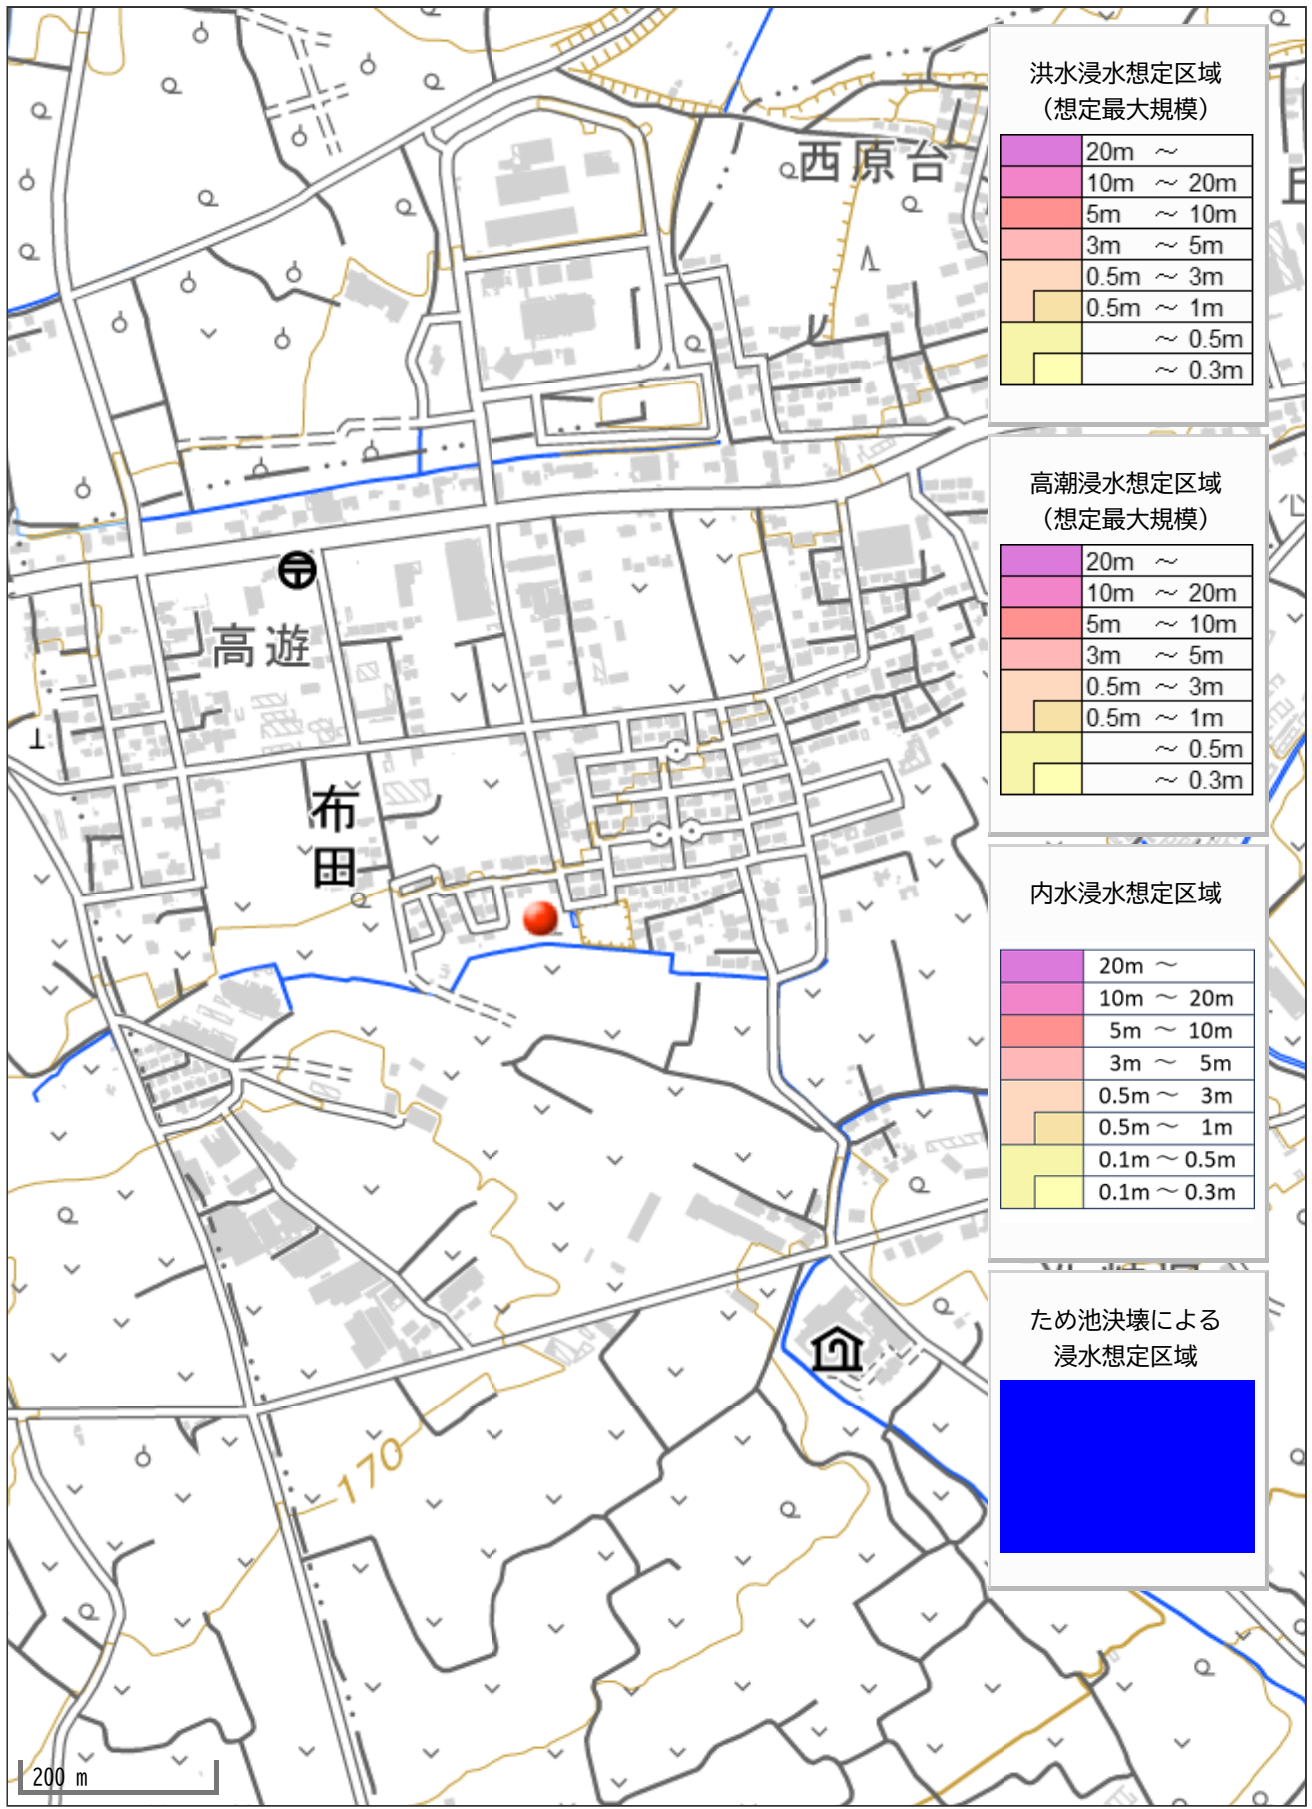 西原台
高遊
布
田
170
200 m
洪水浸水想定区域
（想定最大規模）
20m ～
10m ～ 20m
5m ～ 10m
3m ～ 5m
0.5m ～ 3m
0.5m ～ 1m
～ 0.5m
～ 0.3m
高潮浸水想定区域
（想定最大規模）
20m ～
10m ～ 20m
5m ～ 10m
3m ～ 5m
0.5m ～ 3m
0.5m ～ 1m
～ 0.5m
～ 0.3m
内水浸水想定区域
20m ～
10m ～ 20m
5m ～ 10m
3m ～ 5m
0.5m ～ 3m
0.5m ～ 1m
0.1m ～ 0.5m
0.1m ～ 0.3m
ため池決壊による
浸水想定区域